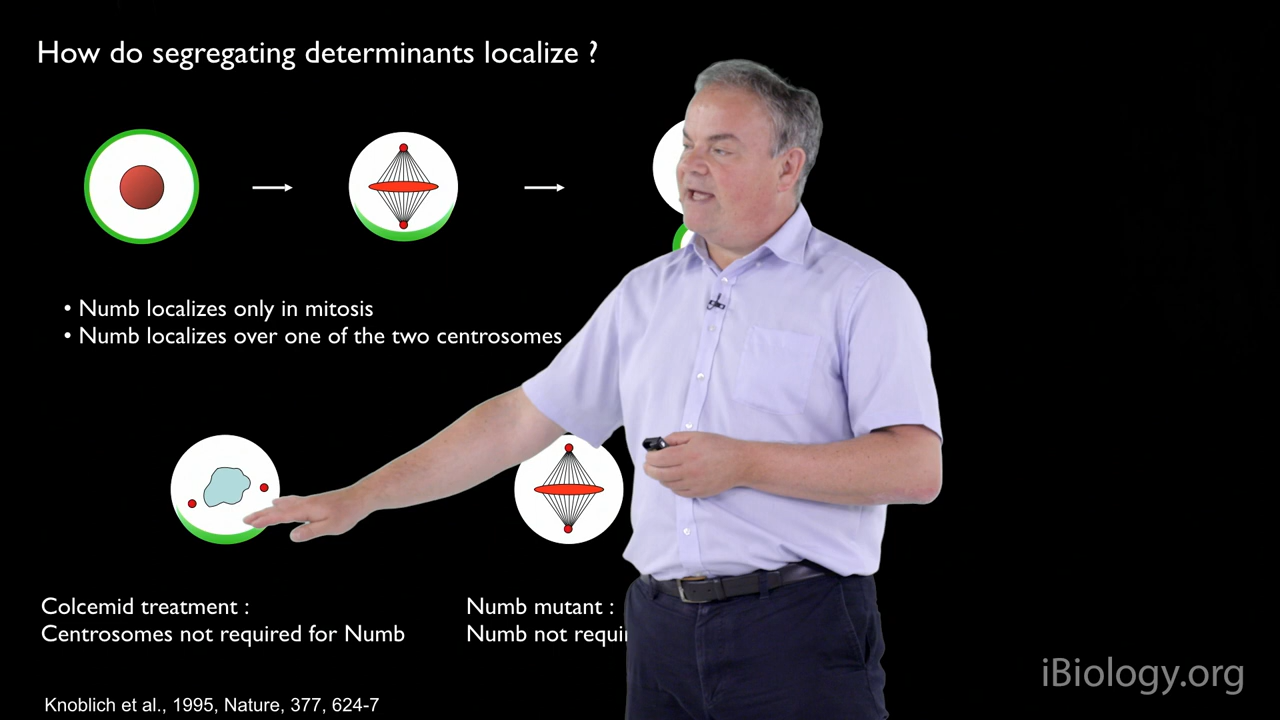 How do segregating determinants localize ?
• Numb localizes only in mitosis
• Numb localizes over one of the two centrosomes
Colcemid treatment :
Centrosomes not required for Numb
Numb mutant :
Numb not
Knoblich et al., 1995, Nature, 377, 624-7
iBiology.org